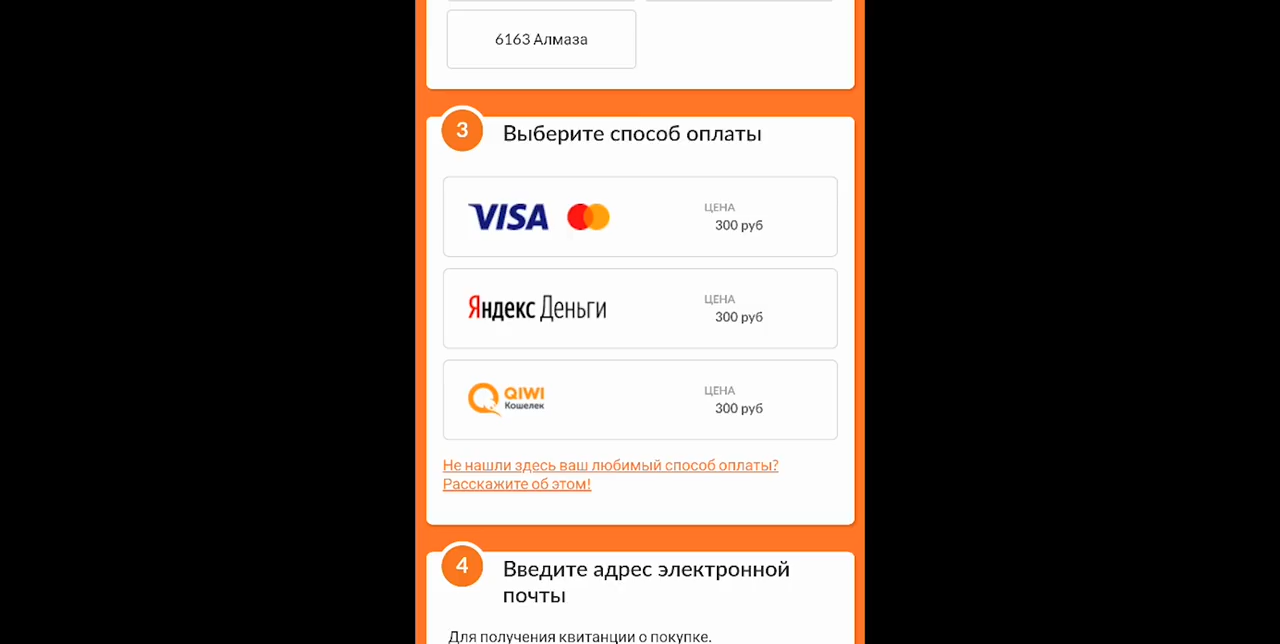 6163 Алмаза
3
Выберите способ оплаты
VISA
ЦЕНА
300 руб
Яндекс Деньги
ЦЕНА
300 руб
QIWI
Кошелек
ЦЕНА
300 руб
Не нашли здесь ваш любимый способ оплаты?
Расскажите об этом!
4
Введите адрес электронной
почты
Для получения квитанции о покупке.